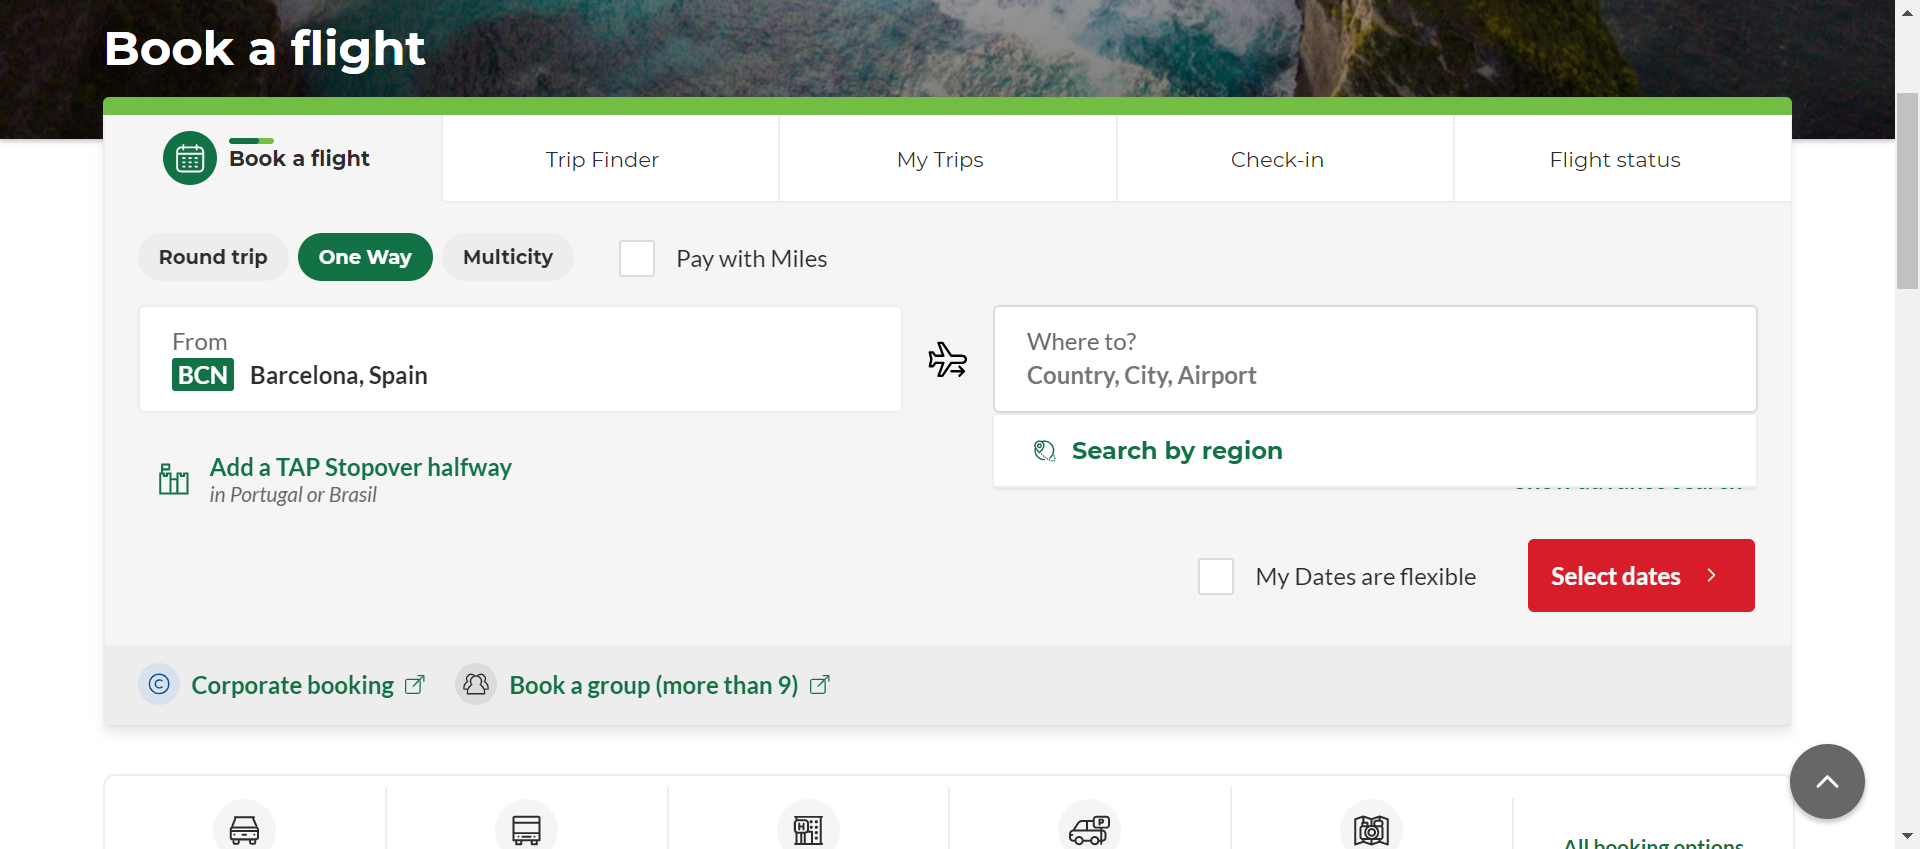 Book a flight
Book a flight
Trip Finder
My Trips
Check-in
Flight status
Round trip
One Way
Multicity
Pay with Miles
From
BCN Barcelona, Spain
Where to?
Country, City, Airport
Search by region
Add a TAP Stopover halfway
in Portugal or Brasil
My Dates are flexible
Select dates
Corporate booking
Book a group (more than 9)
All booking options